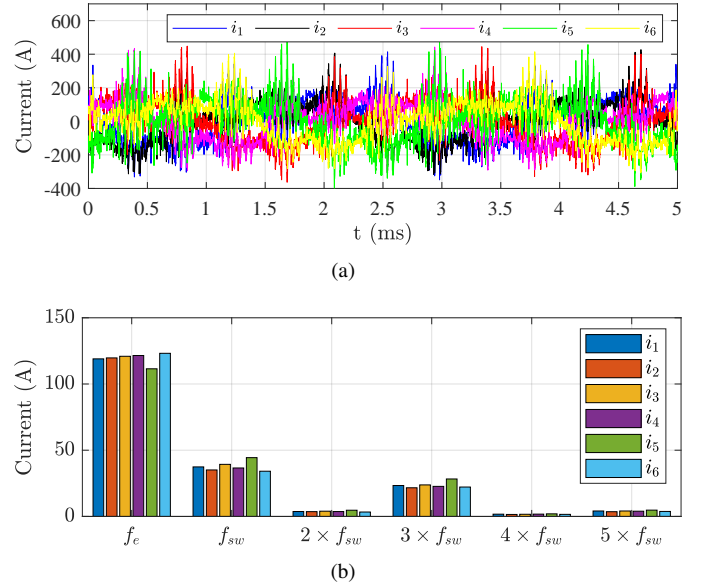 600
400
200
0
-200
-400
Current (A)
i1 i2 i3 i4 i5 i6
0 0.5 1 1.5 2 2.5 3 3.5 4 4.5 5
t (ms)
(a)
150
100
50
0
Current (A)
i1
i2
i3
i4
i5
i6
fe fsw 2 × fsw 3 × fsw 4 × fsw 5 × fsw
(b)